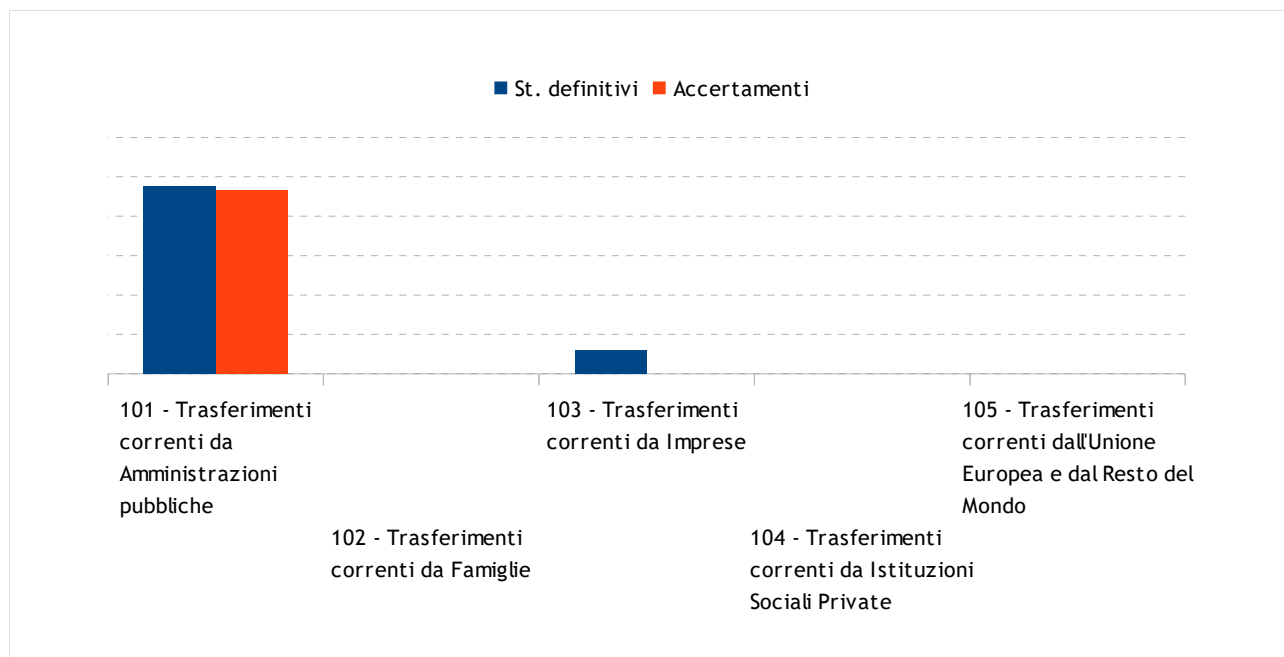 St. definitivi Accertamenti
101 - Trasferimenti
correnti da
Amministrazioni
pubbliche
102 - Trasferimenti
correnti da Famiglie
103 - Trasferimenti
correnti da Imprese
104 - Trasferimenti
correnti da Istituzioni
Sociali Private
105 - Trasferimenti
correnti dall'Unione
Europea e dal Resto del
Mondo